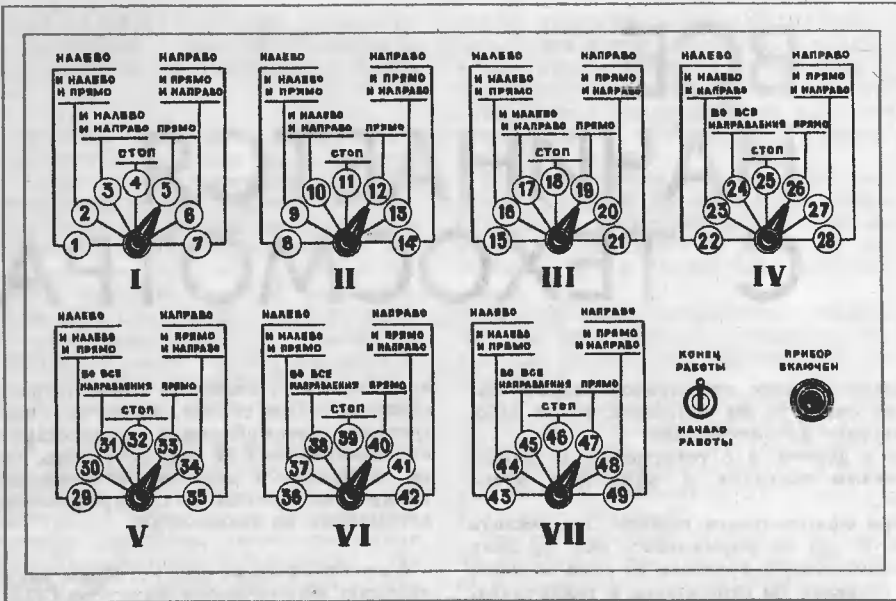 НАЛЕВО
НАПРАВО
И НАЛЕВО
И ПРЯМО
И ПРЯМО
И НАПРАВО
И НАЛЕВО
И НАПРАВО
ПРЯМО
СТОП
1 2 3 4 5 6 7
I
НАЛЕВО
НАПРАВО
И НАЛЕВО
И ПРЯМО
И ПРЯМО
И НАПРАВО
И НАЛЕВО
И НАПРАВО
ПРЯМО
СТОП
8 9 10 11 12 13 14
II
НАЛЕВО
НАПРАВО
И НАЛЕВО
И ПРЯМО
И ПРЯМО
И НАПРАВО
И НАЛЕВО
И НАПРАВО
ПРЯМО
СТОП
15 16 17 18 19 20 21
III
НАЛЕВО
НАПРАВО
И НАЛЕВО
И ПРЯМО
И ПРЯМО
И НАПРАВО
ВО ВСЕ
НАПРАВЛЕНИЯ
ПРЯМО
СТОП
22 23 24 25 26 27 28
IV
НАЛЕВО
НАПРАВО
И НАЛЕВО
И ПРЯМО
И ПРЯМО
И НАПРАВО
ВО ВСЕ
НАПРАВЛЕНИЯ
ПРЯМО
СТОП
29 30 31 32 33 34 35
V
НАЛЕВО
НАПРАВО
И НАЛЕВО
И ПРЯМО
И ПРЯМО
И НАПРАВО
ВО ВСЕ
НАПРАВЛЕНИЯ
ПРЯМО
СТОП
36 37 38 39 40 41 42
VI
НАЛЕВО
НАПРАВО
И НАЛЕВО
И ПРЯМО
И ПРЯМО
И НАПРАВО
ВО ВСЕ
НАПРАВЛЕНИЯ
ПРЯМО
СТОП
43 44 45 46 47 48 49
VII
КОНЕЦ
РАБОТЫ
НАЧАЛО
РАБОТЫ
ПРИБОР
ВКЛЮЧЕН